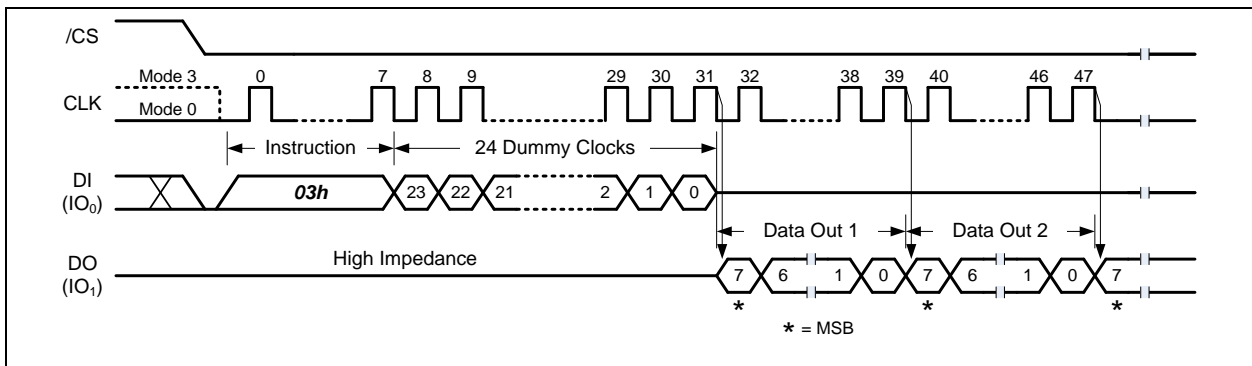 /CS
Mode 3 0 7 8 9 29 30 31 32 38 39 40 46 47
CLK
Mode 0
Instruction 24 Dummy Clocks
DI
(IO₀)
03h 23 22 21 2 1 0
Data Out 1 Data Out 2
High Impedance
DO
(IO₁)
7 6 1 0 7 6 1 0 7
* * *
* = MSB